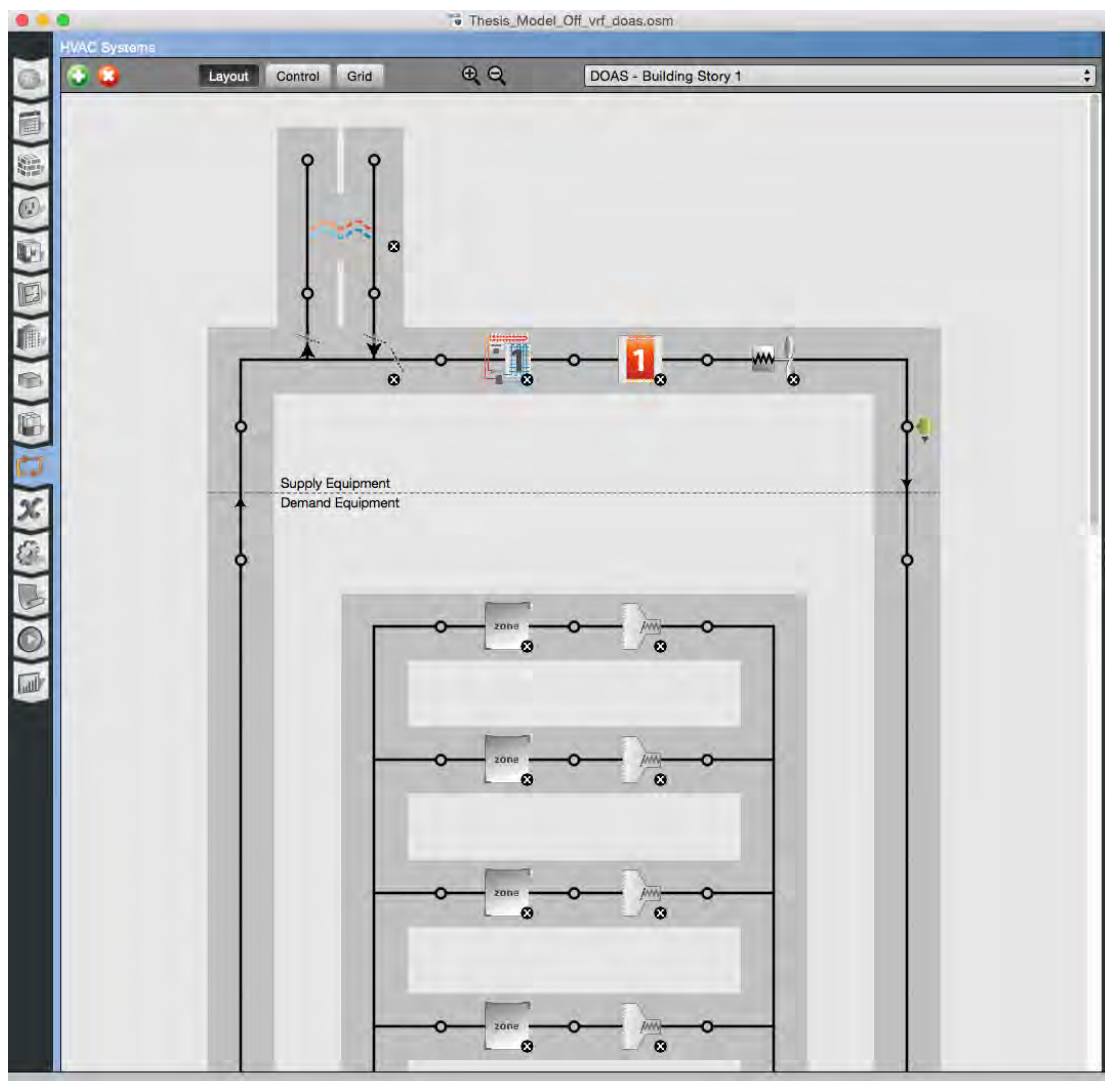 Thesis_Model_Off_vrf_doas.osm
HVAC Systems
Layout Control Grid DOAS - Building Story 1
1 1
Supply Equipment
Demand Equipment
zone
zone
zone
zone